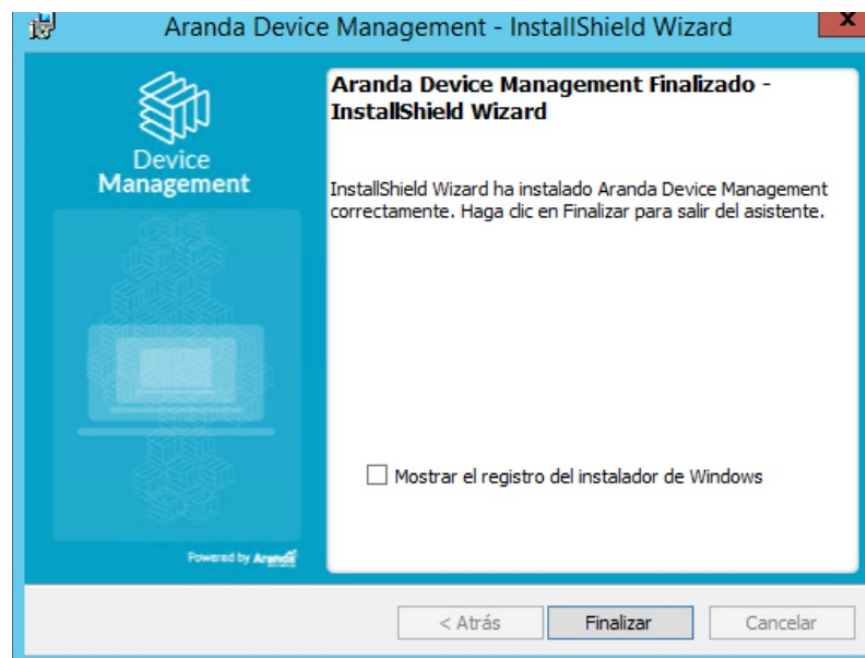 Aranda Device Management - InstallShield Wizard
x
Device
Management
Aranda Device Management Finalizado -
InstallShield Wizard
InstallShield Wizard ha instalado Aranda Device Management
correctamente. Haga clic en Finalizar para salir del asistente.
Mostrar el registro del instalador de Windows
Powered by Aranda
< Atrás
Finalizar
Cancelar